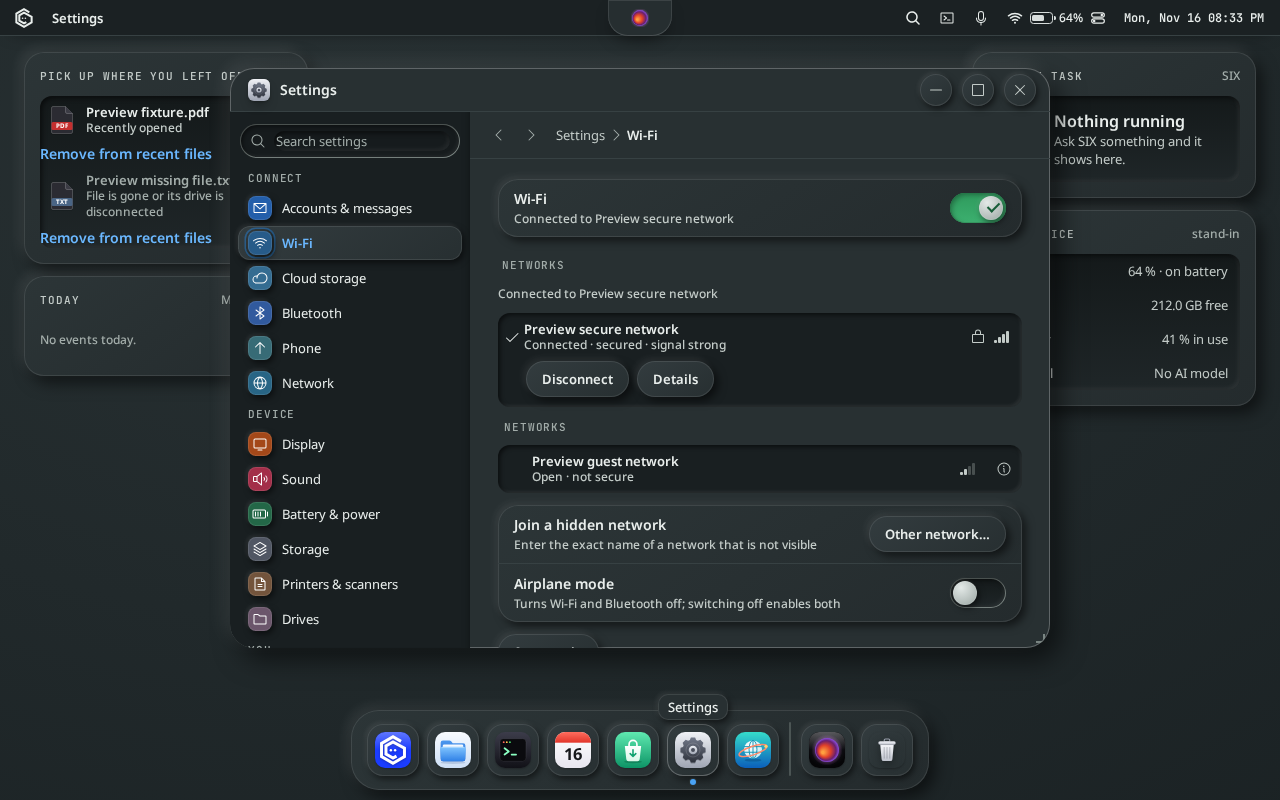 Settings
64%
Mon, Nov 16 08:33 PM
PICK UP WHERE YOU LEFT
Preview fixture.pdf
Recently opened
Remove from recent files
Preview missing file.tx
File is gone or its drive is
disconnected
Remove from recent files
TODAY
No events today.
Settings
Search settings
CONNECT
Accounts & messages
Wi-Fi
Cloud storage
Bluetooth
Phone
Network
DEVICE
Display
Sound
Battery & power
Storage
Printers & scanners
Drives
Settings > Wi-Fi
Wi-Fi
Connected to Preview secure network
NETWORKS
Connected to Preview secure network
Preview secure network
Connected · secured · signal strong
Disconnect
Details
NETWORKS
Preview guest network
Open · not secure
Join a hidden network
Enter the exact name of a network that is not visible
Other network...
Airplane mode
Turns Wi-Fi and Bluetooth off; switching off enables both
TASK
SIX
Nothing running
Ask SIX something and it
shows here.
ICE
stand-in
64 % · on battery
212.0 GB free
41 % in use
No AI model
Settings
16
PDF
TXT